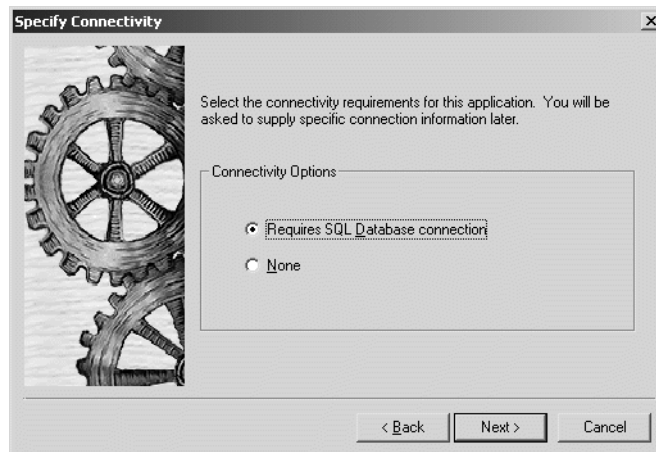 Specify Connectivity
Select the connectivity requirements for this application. You will be
asked to supply specific connection information later.
Connectivity Options
Requires SQL Database connection
None
< Back
Next >
Cancel